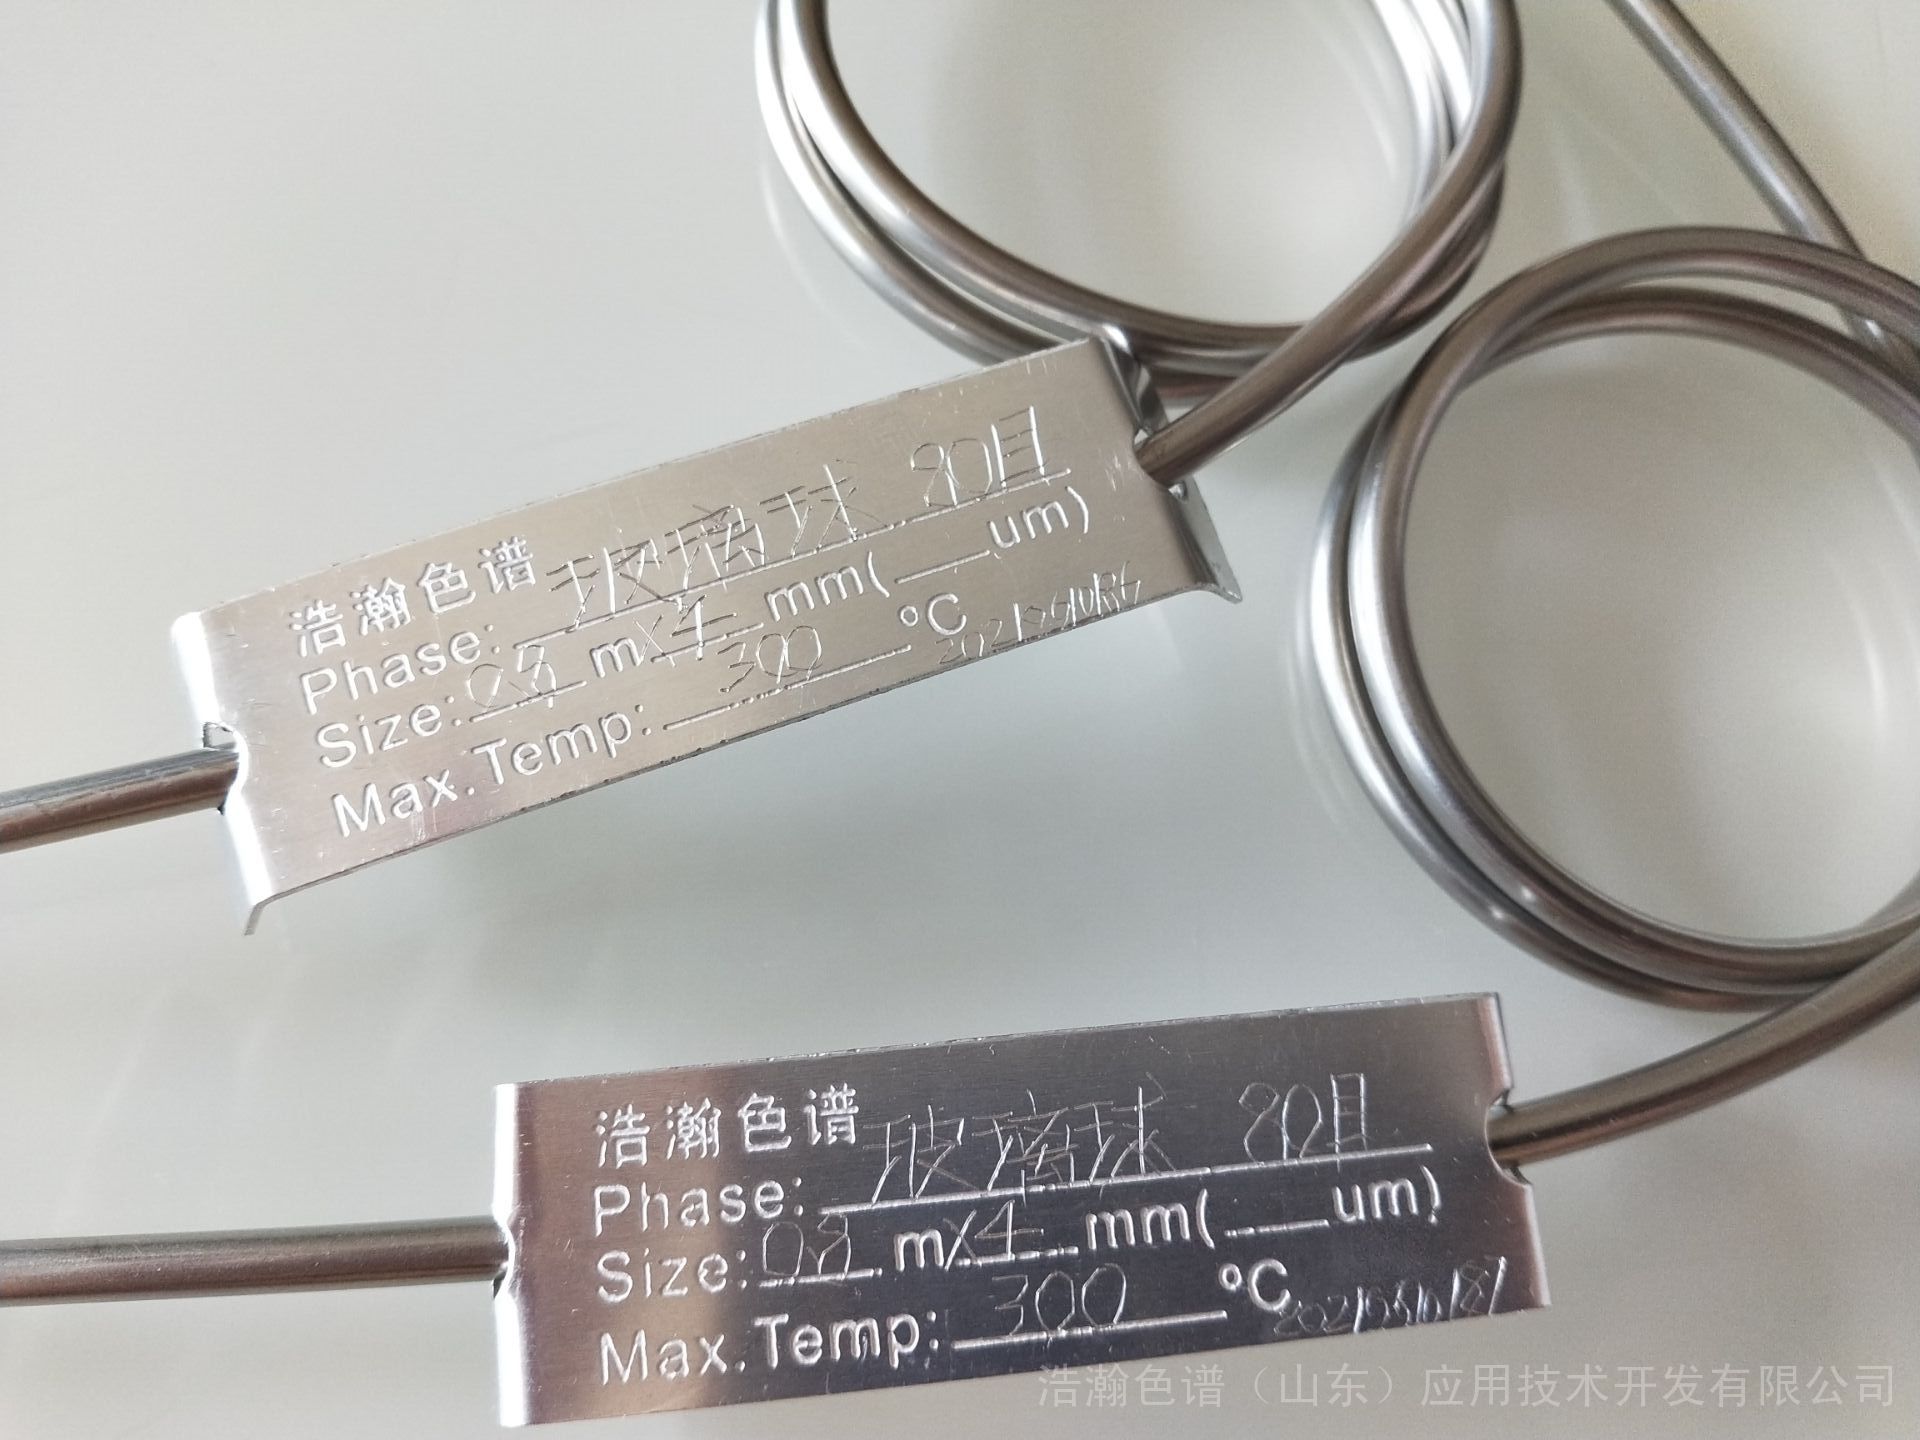 浩瀚色谱
Phase: 玻璃球 80目
Size: 0.8 m×4 mm(___um)
Max.Temp: 300 ℃
浩瀚色谱
Phase: 玻璃球 80目
Size: 0.8 m×4 mm(___um)
Max.Temp: 300 ℃
浩瀚色谱（山东）应用技术开发有限公司